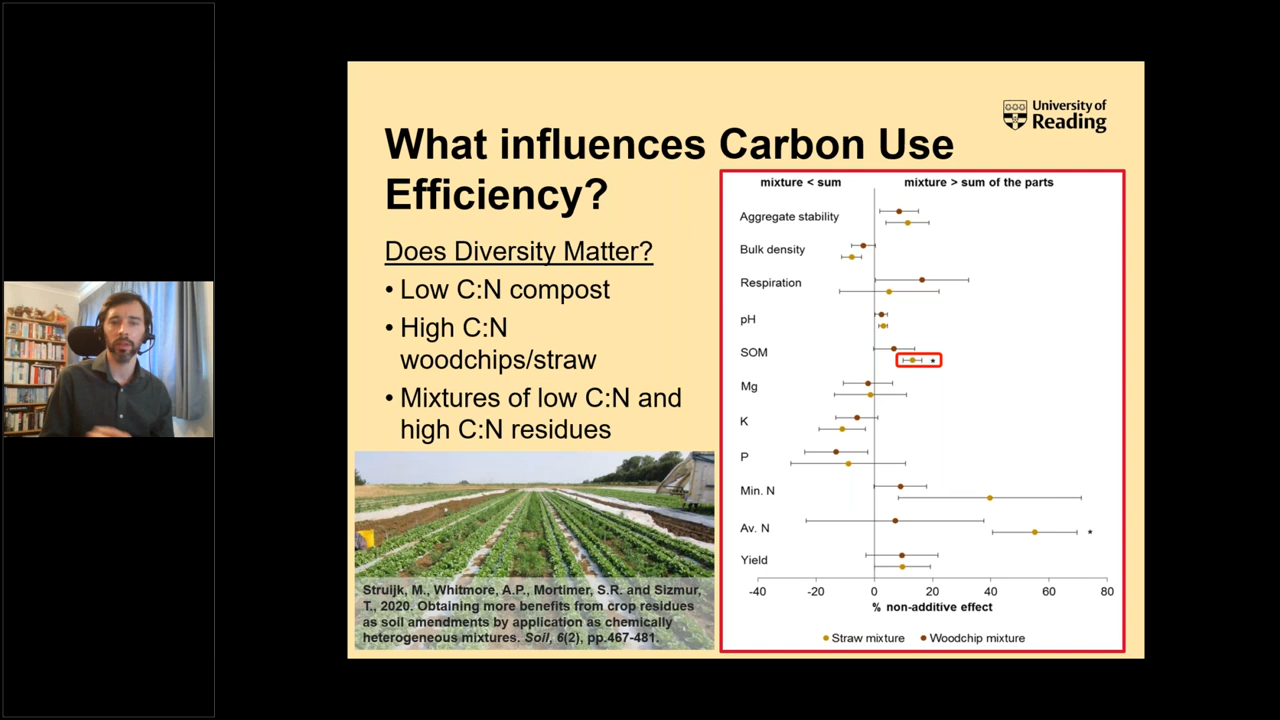 University of
Reading
What influences Carbon Use
Efficiency?
Does Diversity Matter?
• Low C:N compost
• High C:N
woodchips/straw
• Mixtures of low C:N and
high C:N residues
Struijk, M., Whitmore, A.P., Mortimer, S.R. and Sizmur,
T., 2020. Obtaining more benefits from crop residues
as soil amendments by application as chemically
heterogeneous mixtures. Soil, 6(2), pp.467-481.
mixture < sum
mixture > sum of the parts
Aggregate stability
Bulk density
Respiration
pH
SOM
*
Mg
K
P
Min. N
Av. N
*
Yield
-40 -20 0 20 40 60 80
% non-additive effect
Straw mixture
Woodchip mixture